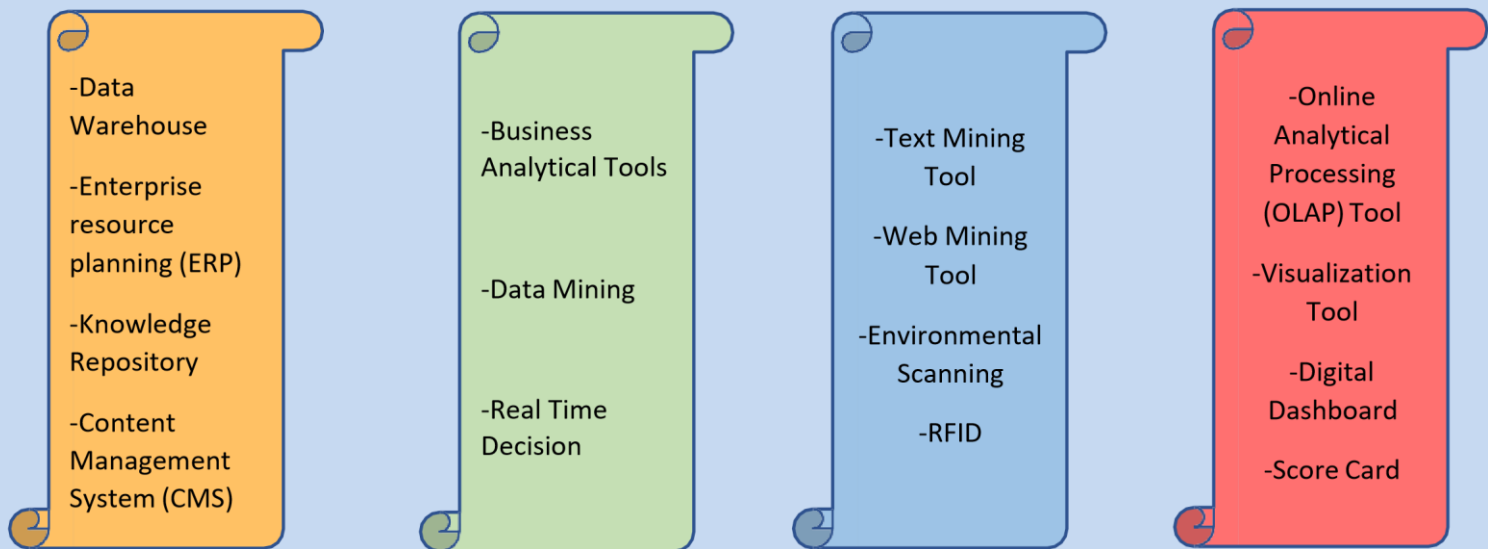 -Data
Warehouse
-Enterprise
resource
planning (ERP)
-Knowledge
Repository
-Content
Management
System (CMS)
-Business
Analytical Tools
-Data Mining
-Real Time
Decision
-Text Mining
Tool
-Web Mining
Tool
-Environmental
Scanning
-RFID
-Online
Analytical
Processing
(OLAP) Tool
-Visualization
Tool
-Digital
Dashboard
-Score Card